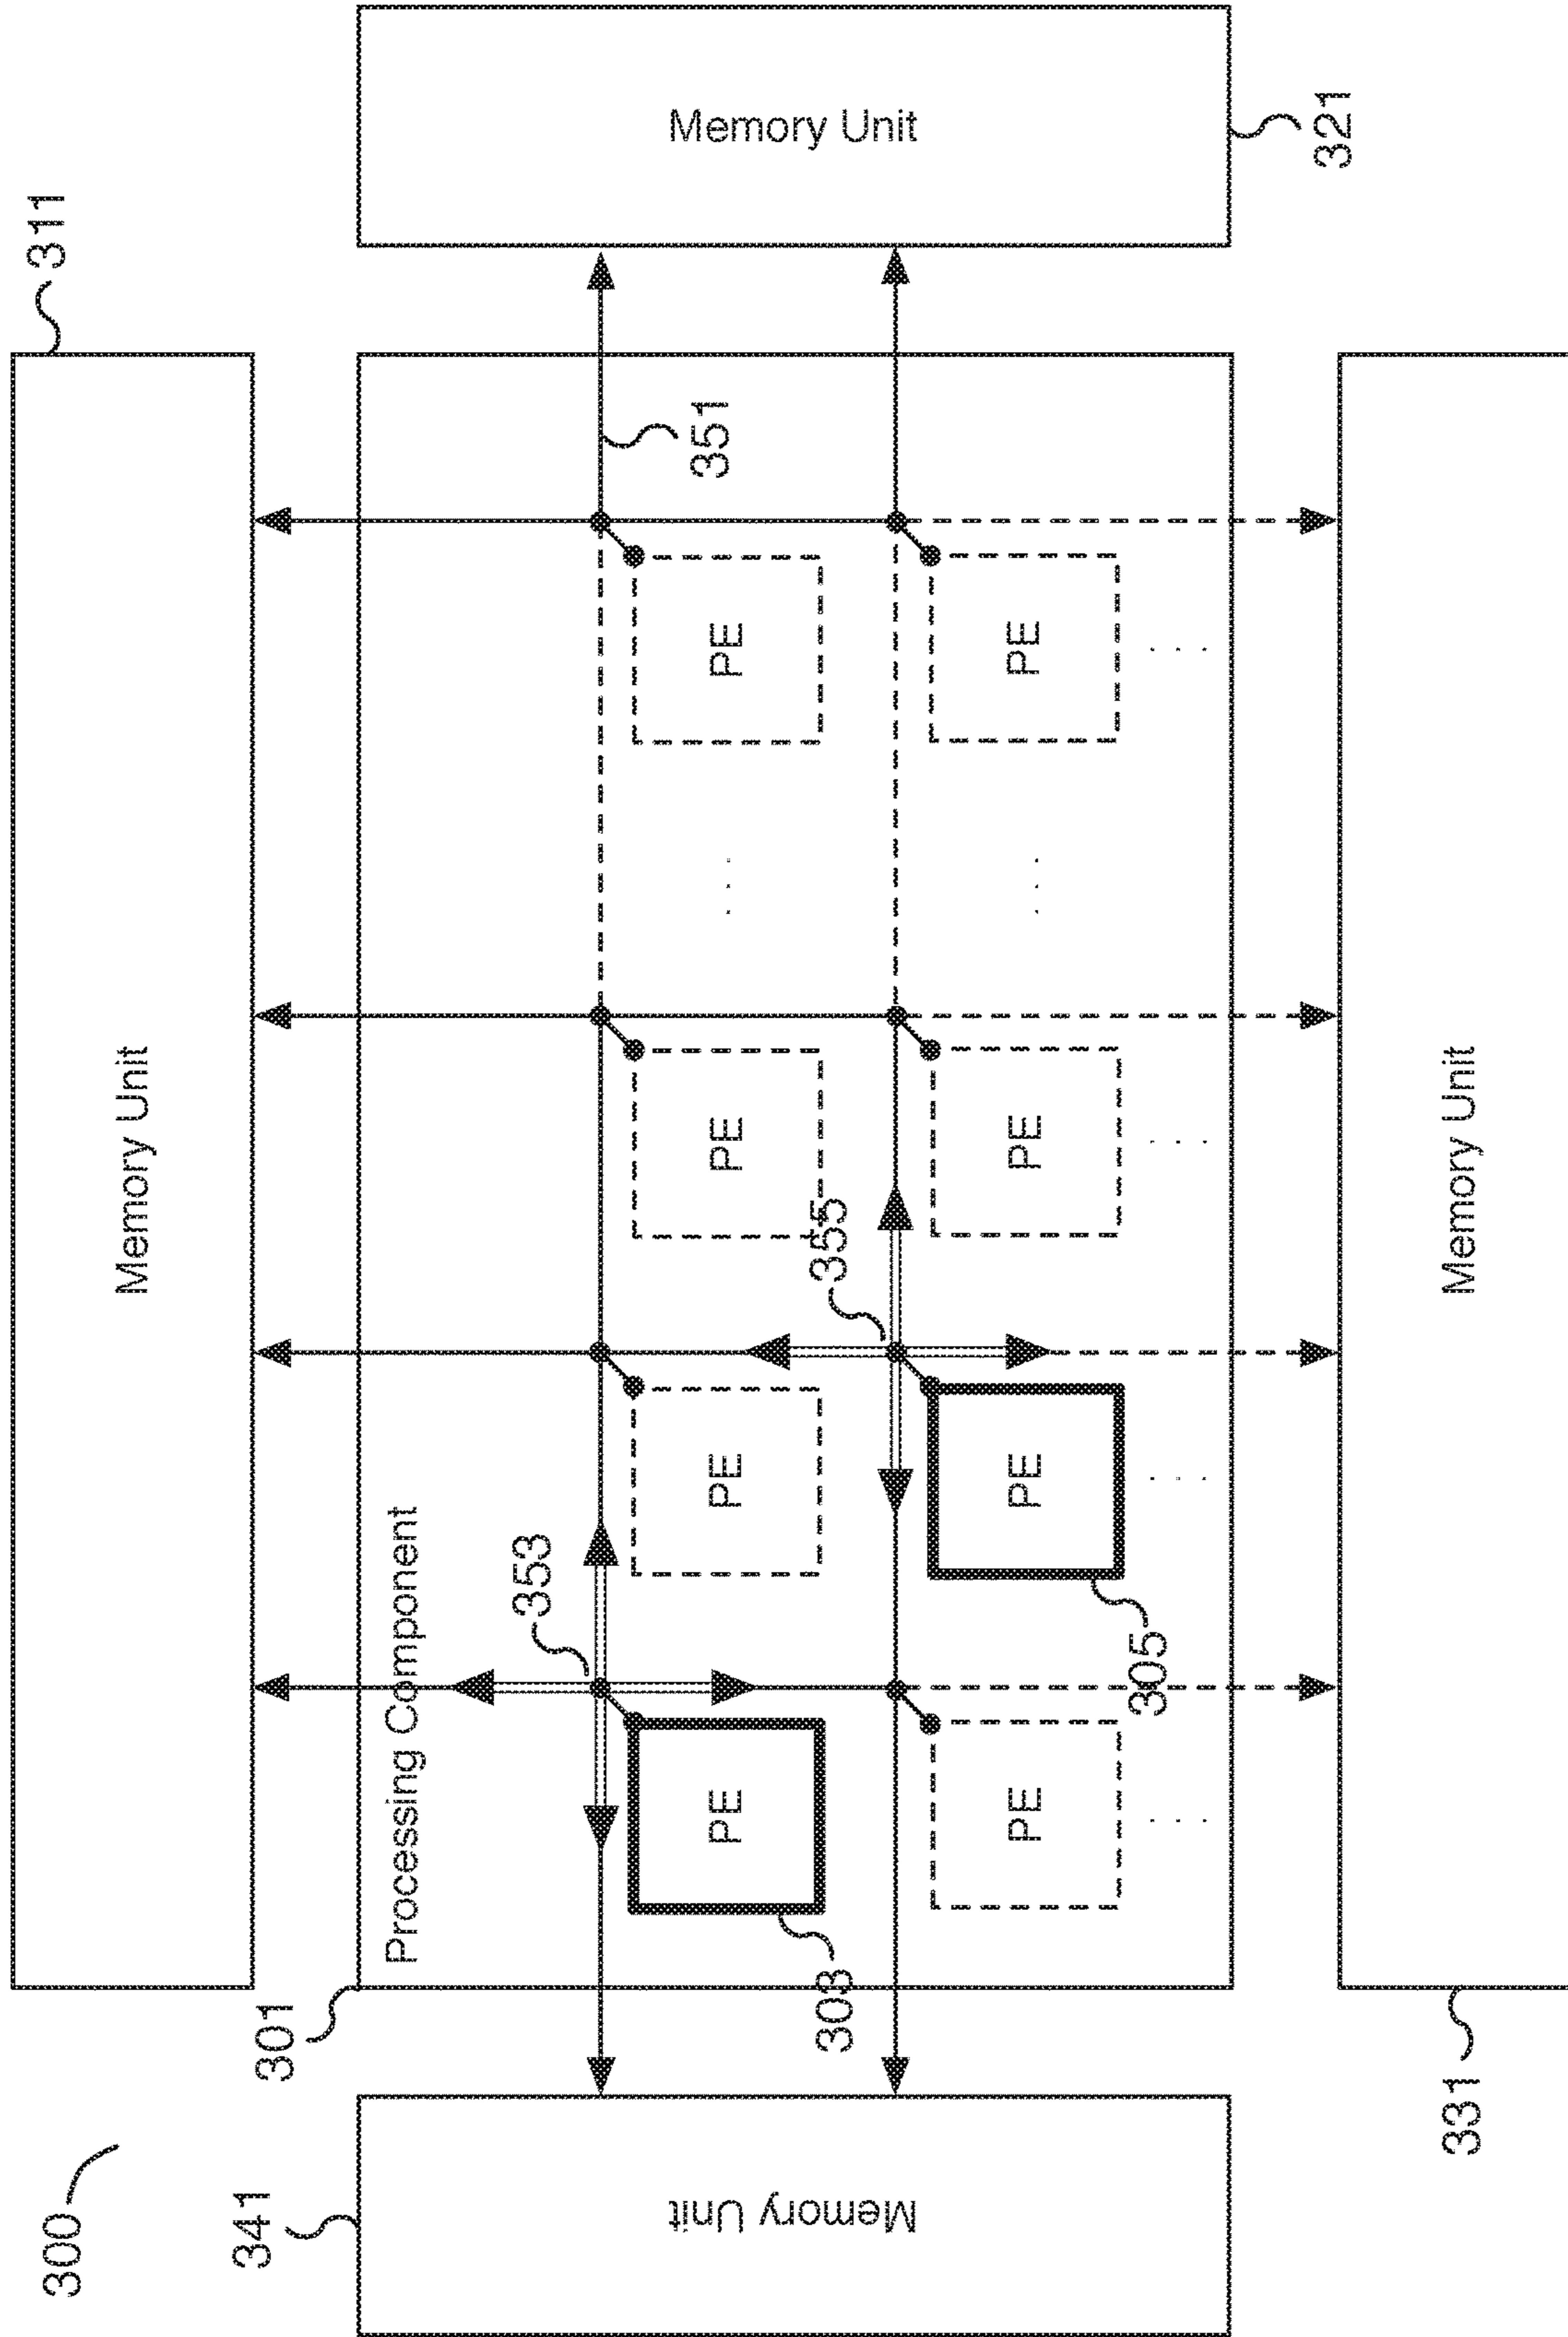 300
311
Memory Unit
301
Processing Component
341
Memory Unit
353
351
Memory Unit
321
PE
PE
PE
PE
303
355
PE
PE
PE
PE
305
331
Memory Unit